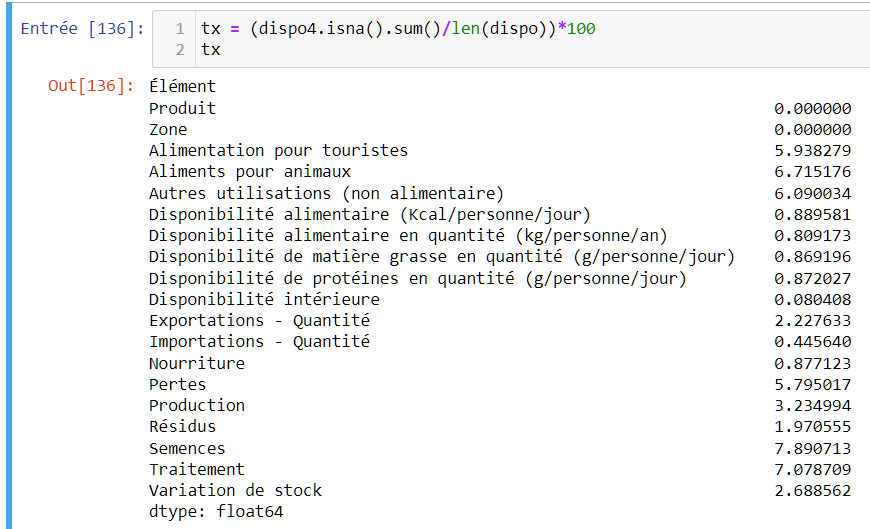 Entrée [136]: 1 tx = (dispo4.isna().sum()/len(dispo))*100
2 tx
Out[136]: Élément
Produit 0.000000
Zone 0.000000
Alimentation pour touristes 5.938279
Aliments pour animaux 6.715176
Autres utilisations (non alimentaire) 6.090034
Disponibilité alimentaire (Kcal/personne/jour) 0.889581
Disponibilité alimentaire en quantité (kg/personne/an) 0.809173
Disponibilité de matière grasse en quantité (g/personne/jour) 0.869196
Disponibilité de protéines en quantité (g/personne/jour) 0.872027
Disponibilité intérieure 0.080408
Exportations - Quantité 2.227633
Importations - Quantité 0.445640
Nourriture 0.877123
Pertes 5.795017
Production 3.234994
Résidus 1.970555
Semences 7.890713
Traitement 7.078709
Variation de stock 2.688562
dtype: float64